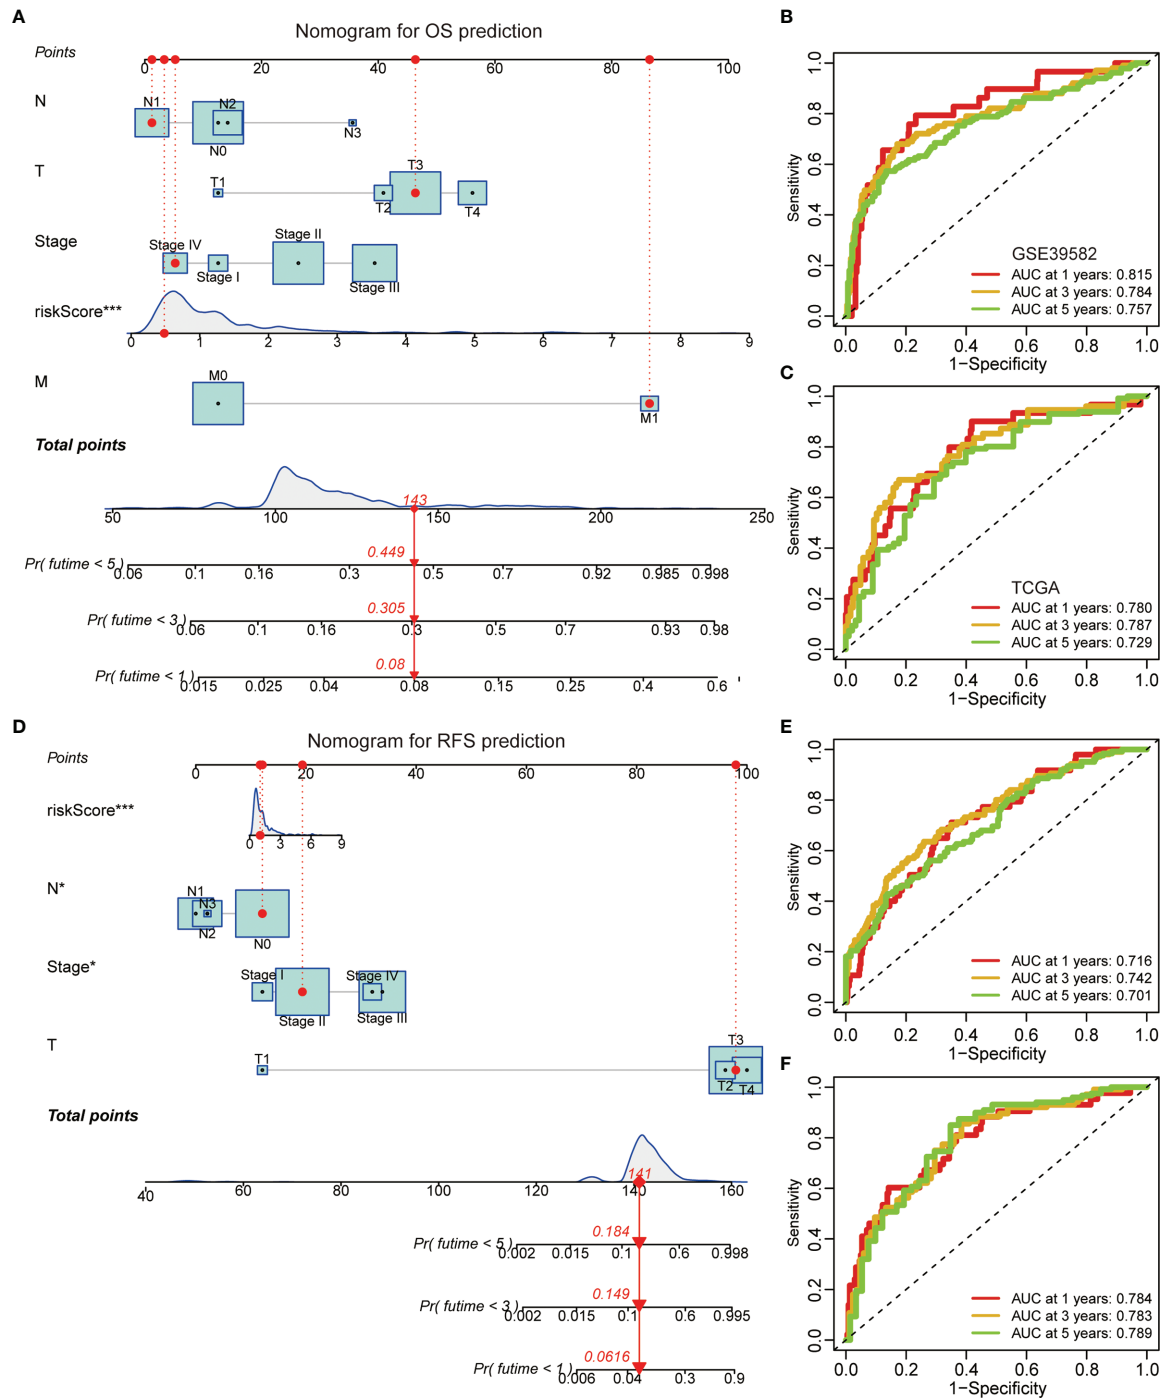 A
Nomogram for OS prediction
Points
0 20 40 60 80 100
N
N1 N2
N0 N3
T
T1 T3
T2 T4
Stage
Stage IV Stage II
Stage I Stage III
riskScore***
0 1 2 3 4 5 6 7 8 9
M
M0
M1
Total points
143
50 100 150 200 250
0.449
Pr( futime < 5 )
0.06 0.1 0.16 0.3 0.5 0.7 0.92 0.985 0.998
0.305
Pr( futime < 3 )
0.06 0.1 0.16 0.3 0.5 0.7 0.93 0.98
0.08
Pr( futime < 1 )
0.015 0.025 0.04 0.08 0.15 0.25 0.4 0.6
B
Sensitivity
0.0 0.2 0.4 0.6 0.8 1.0
GSE39582
AUC at 1 years: 0.815
AUC at 3 years: 0.784
AUC at 5 years: 0.757
0.0 0.2 0.4 0.6 0.8 1.0
1−Specificity
C
Sensitivity
0.0 0.2 0.4 0.6 0.8 1.0
TCGA
AUC at 1 years: 0.780
AUC at 3 years: 0.787
AUC at 5 years: 0.729
0.0 0.2 0.4 0.6 0.8 1.0
1−Specificity
D
Nomogram for RFS prediction
Points
0 20 40 60 80 100
riskScore***
0 3 6 9
N*
N1
N3
N2 N0
Stage*
Stage I Stage IV
Stage II Stage III
T
T1 T3
T2 T4
Total points
141
40 60 80 100 120 140 160
0.184
Pr( futime < 5 )
0.002 0.015 0.1 0.6 0.998
0.149
Pr( futime < 3 )
0.002 0.015 0.1 0.6 0.995
0.0616
Pr( futime < 1 )
0.006 0.04 0.3 0.9
E
Sensitivity
0.0 0.2 0.4 0.6 0.8 1.0
AUC at 1 years: 0.716
AUC at 3 years: 0.742
AUC at 5 years: 0.701
0.0 0.2 0.4 0.6 0.8 1.0
1−Specificity
F
Sensitivity
0.0 0.2 0.4 0.6 0.8 1.0
AUC at 1 years: 0.784
AUC at 3 years: 0.783
AUC at 5 years: 0.789
0.0 0.2 0.4 0.6 0.8 1.0
1−Specificity